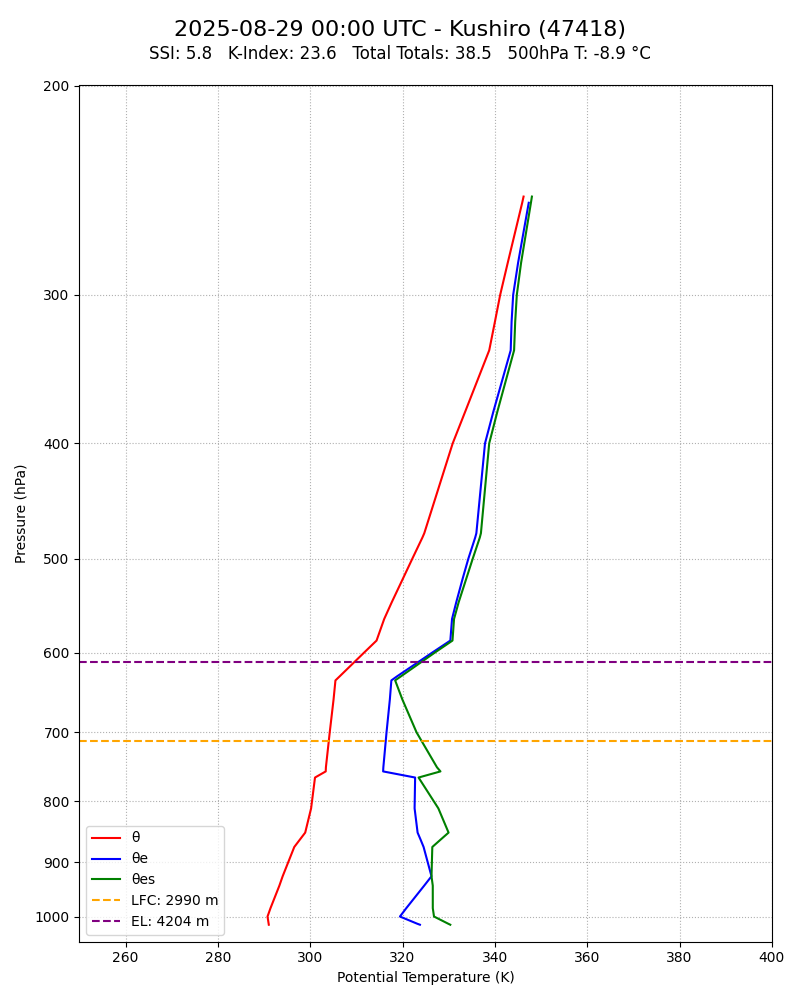 2025-08-29 00:00 UTC - Kushiro (47418)
SSI: 5.8   K-Index: 23.6   Total Totals: 38.5   500hPa T: -8.9 °C
200
300
400
500
600
700
800
900
1000
Pressure (hPa)
θ
θe
θes
LFC: 2990 m
EL: 4204 m
260 280 300 320 340 360 380 400
Potential Temperature (K)